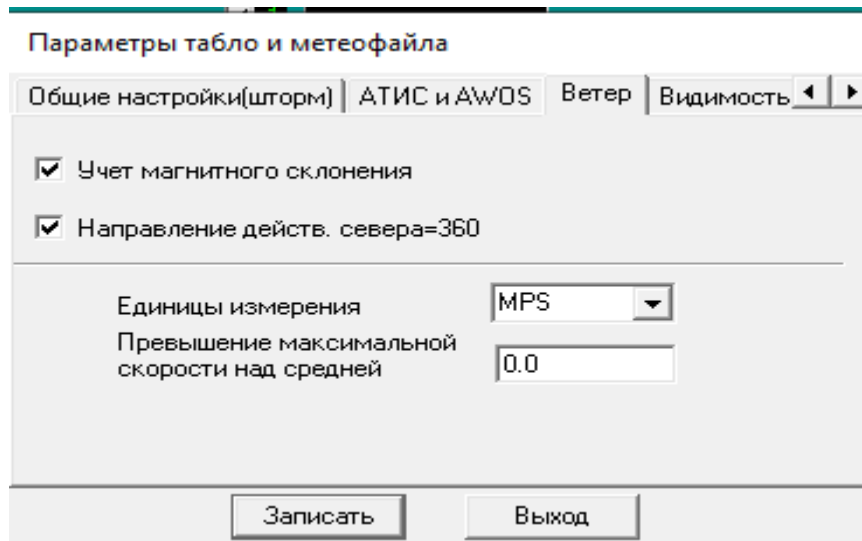 Параметры табло и метеофайла
Общие настройки(шторм) АТИС и AWOS Ветер Видимость
Учет магнитного склонения
Направление действ. севера=360
Единицы измерения MPS
Превышение максимальной
скорости над средней 0.0
Записать Выход